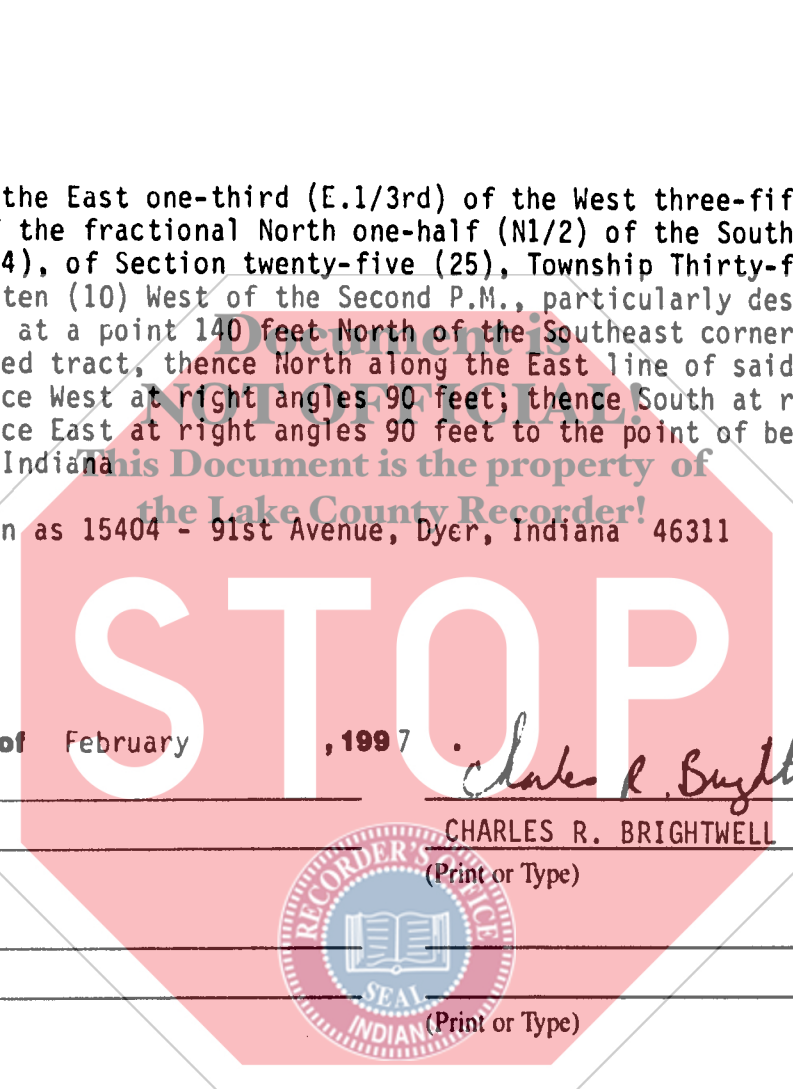 the East one-third (E.1/3rd) of the West three-fif
the fractional North one-half (N1/2) of the South
4), of Section twenty-five (25), Township Thirty-f
ten (10) West of the Second P.M., particularly des
at a point 140 feet North of the Southeast corner
ed tract, thence North along the East line of said
ce West at right angles 90 feet; thence South at r
ce East at right angles 90 feet to the point of be
Indiana
Document is
NOT OFFICIAL!
This Document is the property of
the Lake County Recorder!
n as 15404 - 91st Avenue, Dyer, Indiana 46311
STOP
of February , 1997 .
Charles R. Brightw
CHARLES R. BRIGHTWELL
(Print or Type)
RECORDER'S OFFICE
SEAL
INDIANA
(Print or Type)